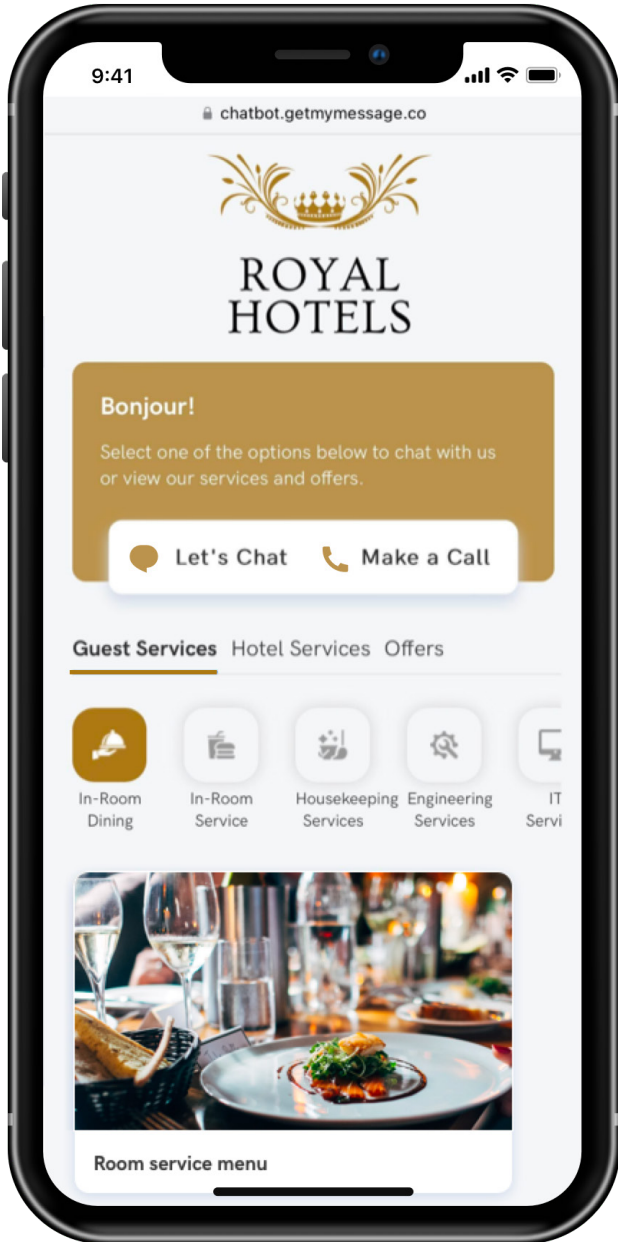 9:41
chatbot.getmymessage.co
ROYAL
HOTELS
Bonjour!
Select one of the options below to chat with us
or view our services and offers.
Let's Chat Make a Call
Guest Services Hotel Services Offers
In-Room In-Room Housekeeping Engineering IT
Dining Service Services Services Servi
Room service menu